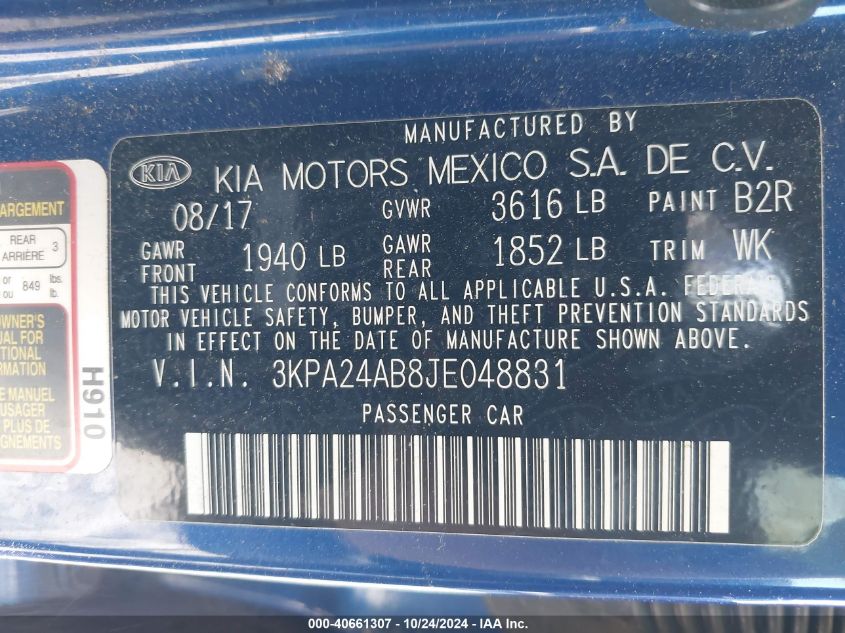 MANUFACTURED BY
KIA KIA MOTORS MEXICO S.A. DE C.V.
08/17 GVWR 3616 LB PAINT B2R
GAWR FRONT 1940 LB GAWR REAR 1852 LB TRIM WK
THIS VEHICLE CONFORMS TO ALL APPLICABLE U.S.A. FEDERAL
MOTOR VEHICLE SAFETY, BUMPER, AND THEFT PREVENTION STANDARDS
IN EFFECT ON THE DATE OF MANUFACTURE SHOWN ABOVE.
V.I.N. 3KPA24AB8JE048831
PASSENGER CAR
ARGEMENT
REAR
ARRIÈRE 3
or
ou 849 lbs.
lb.
OWNER'S
UAL FOR
TIONAL
RMATION
E MANUEL
USAGER
PLUS DE
GNEMENTS
H910
000-40661307 - 10/24/2024 - IAA Inc.